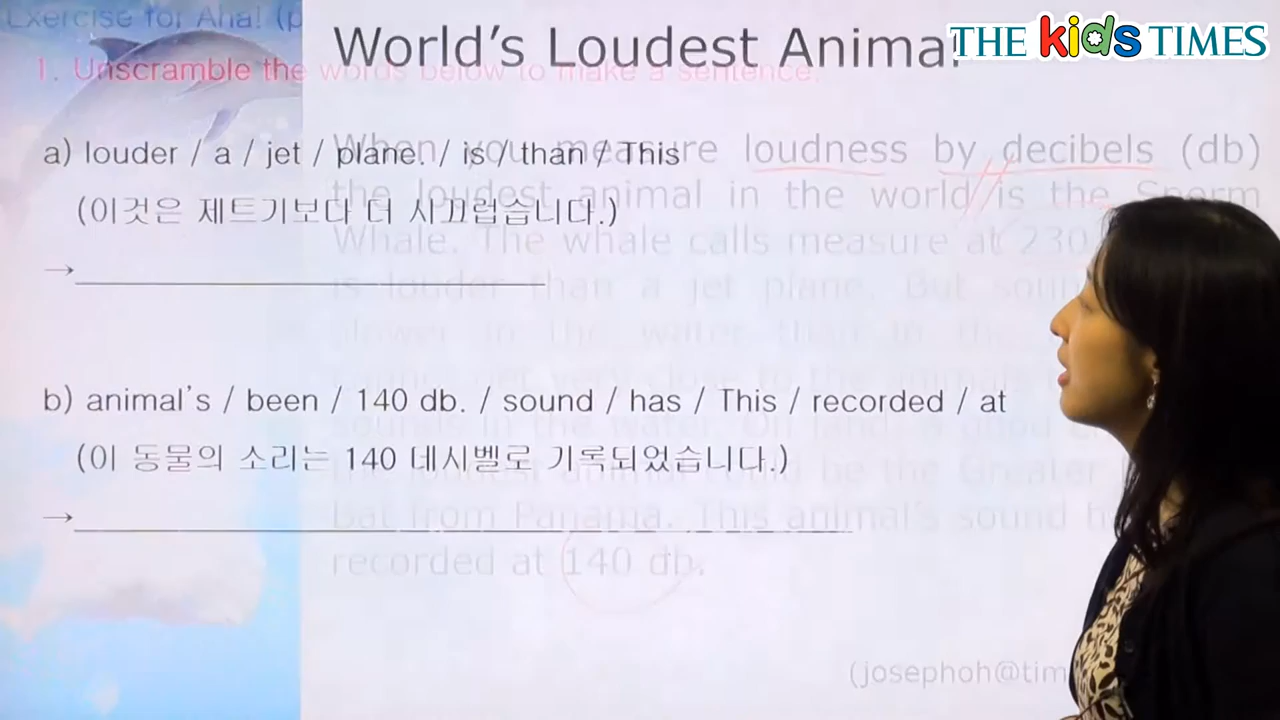 Exercise for Aha! (p
World's Loudest Animal
THE kids TIMES
1. Unscramble the words below to make a sentence.
a) louder / a / jet / plane. / is / than / This
(이것은 제트기보다 더 시끄럽습니다.)
→
b) animal's / been / 140 db. / sound / has / This / recorded / at
(이 동물의 소리는 140 데시벨로 기록되었습니다.)
→
When you measure loudness by decibels (db)
the loudest animal in the world is the Sperm
Whale. The whale calls measure at 230
is louder than a jet plane. But
slower in the water than in the
cannot get very close to the animals
sounds in the water. On land, a good
the loudest animal could be the Greater
bat from Panama. This animal's sound
recorded at 140 db.
(josephoh@tim